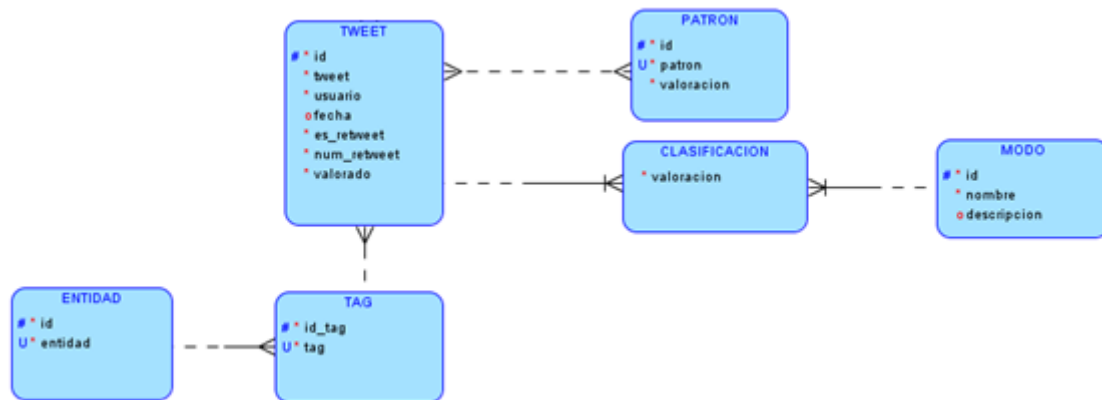 TWEET
# * id
* tweet
* usuario
o fecha
* es_retweet
* num_retweet
* valorado
PATRON
# * id
U * patron
* valoracion
CLASIFICACION
* valoracion
MODO
# * id
* nombre
o descripcion
ENTIDAD
# * id
U * entidad
TAG
# * id_tag
U * tag